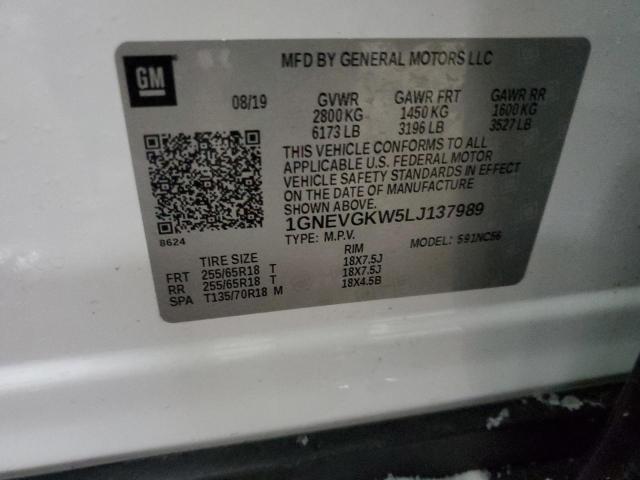 GM
MFD BY GENERAL MOTORS LLC
08/19 GVWR GAWR FRT GAWR RR
2800 KG 1450 KG 1600 KG
6173 LB 3196 LB 3527 LB
THIS VEHICLE CONFORMS TO ALL
APPLICABLE U.S. FEDERAL MOTOR
VEHICLE SAFETY STANDARDS IN EFFECT
ON THE DATE OF MANUFACTURE
SHOWN ABOVE.
1GNEVGKW5LJ137989
8624
TYPE: M.P.V. MODEL: 591NC56
TIRE SIZE RIM
FRT 255/65R18 T 18X7.5J
RR 255/65R18 T 18X7.5J
SPA T135/70R18 M 18X4.5B